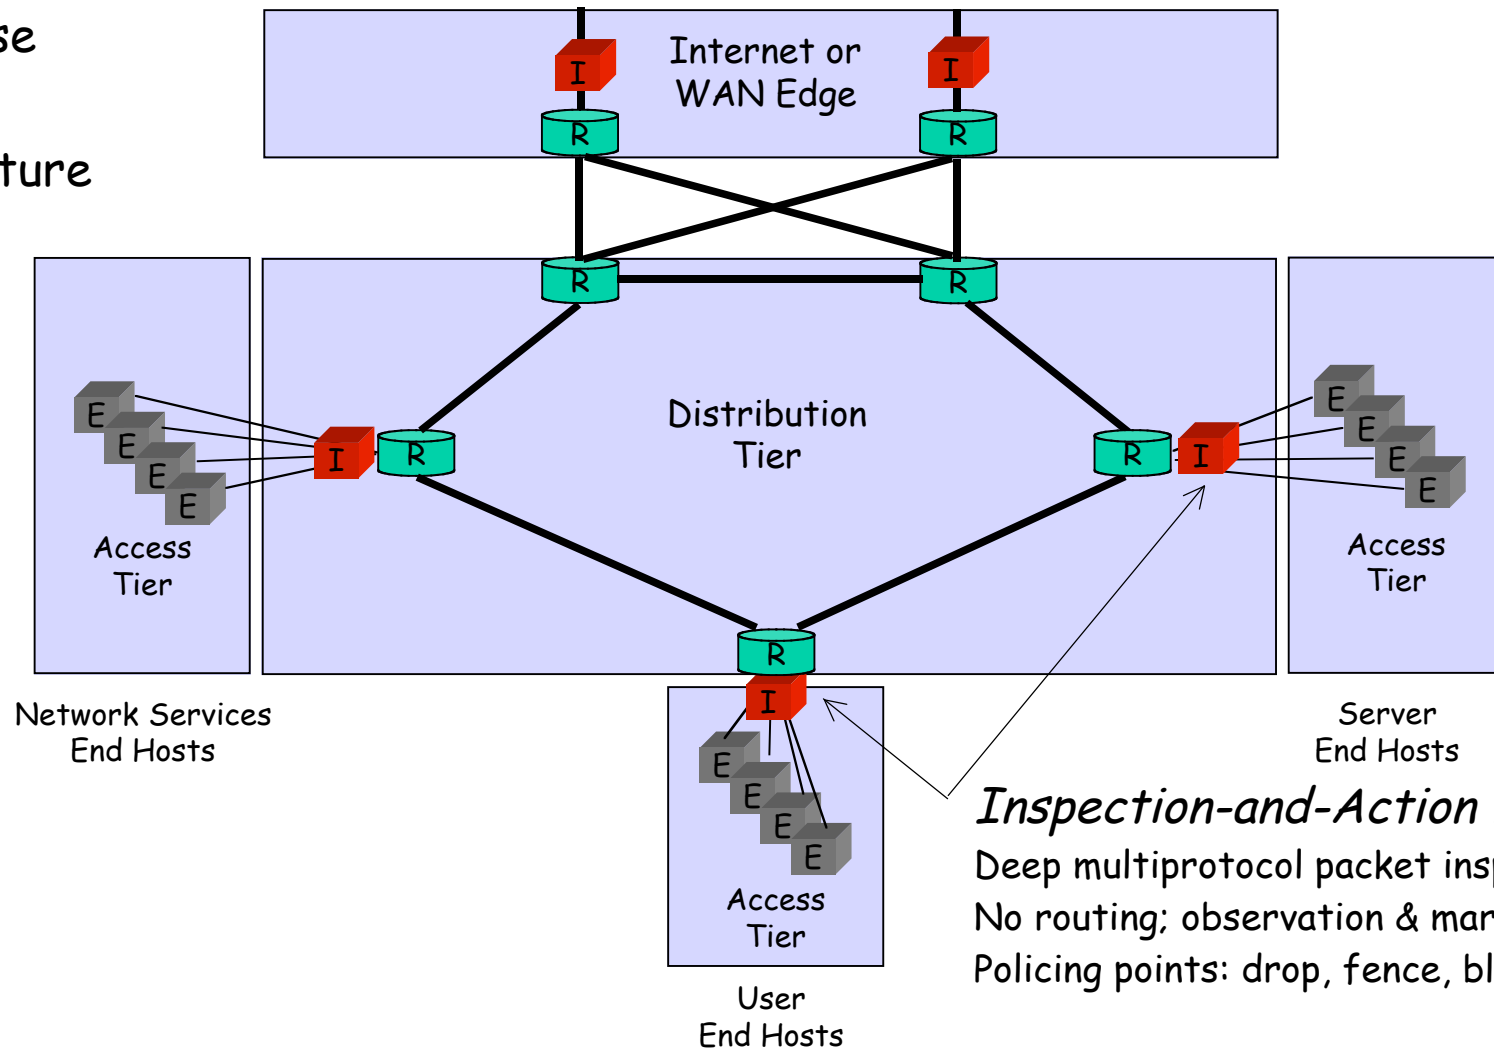 se
ture
I
Internet or
WAN Edge
I
R
R
R
R
E
E
E
E
I
R
Distribution
Tier
R
I
E
E
E
E
Access
Tier
Access
Tier
R
I
Network Services
End Hosts
Server
End Hosts
E
E
E
E
Access
Tier
User
End Hosts
Inspection-and-Action
Deep multiprotocol packet insp
No routing; observation & mar
Policing points: drop, fence, bl